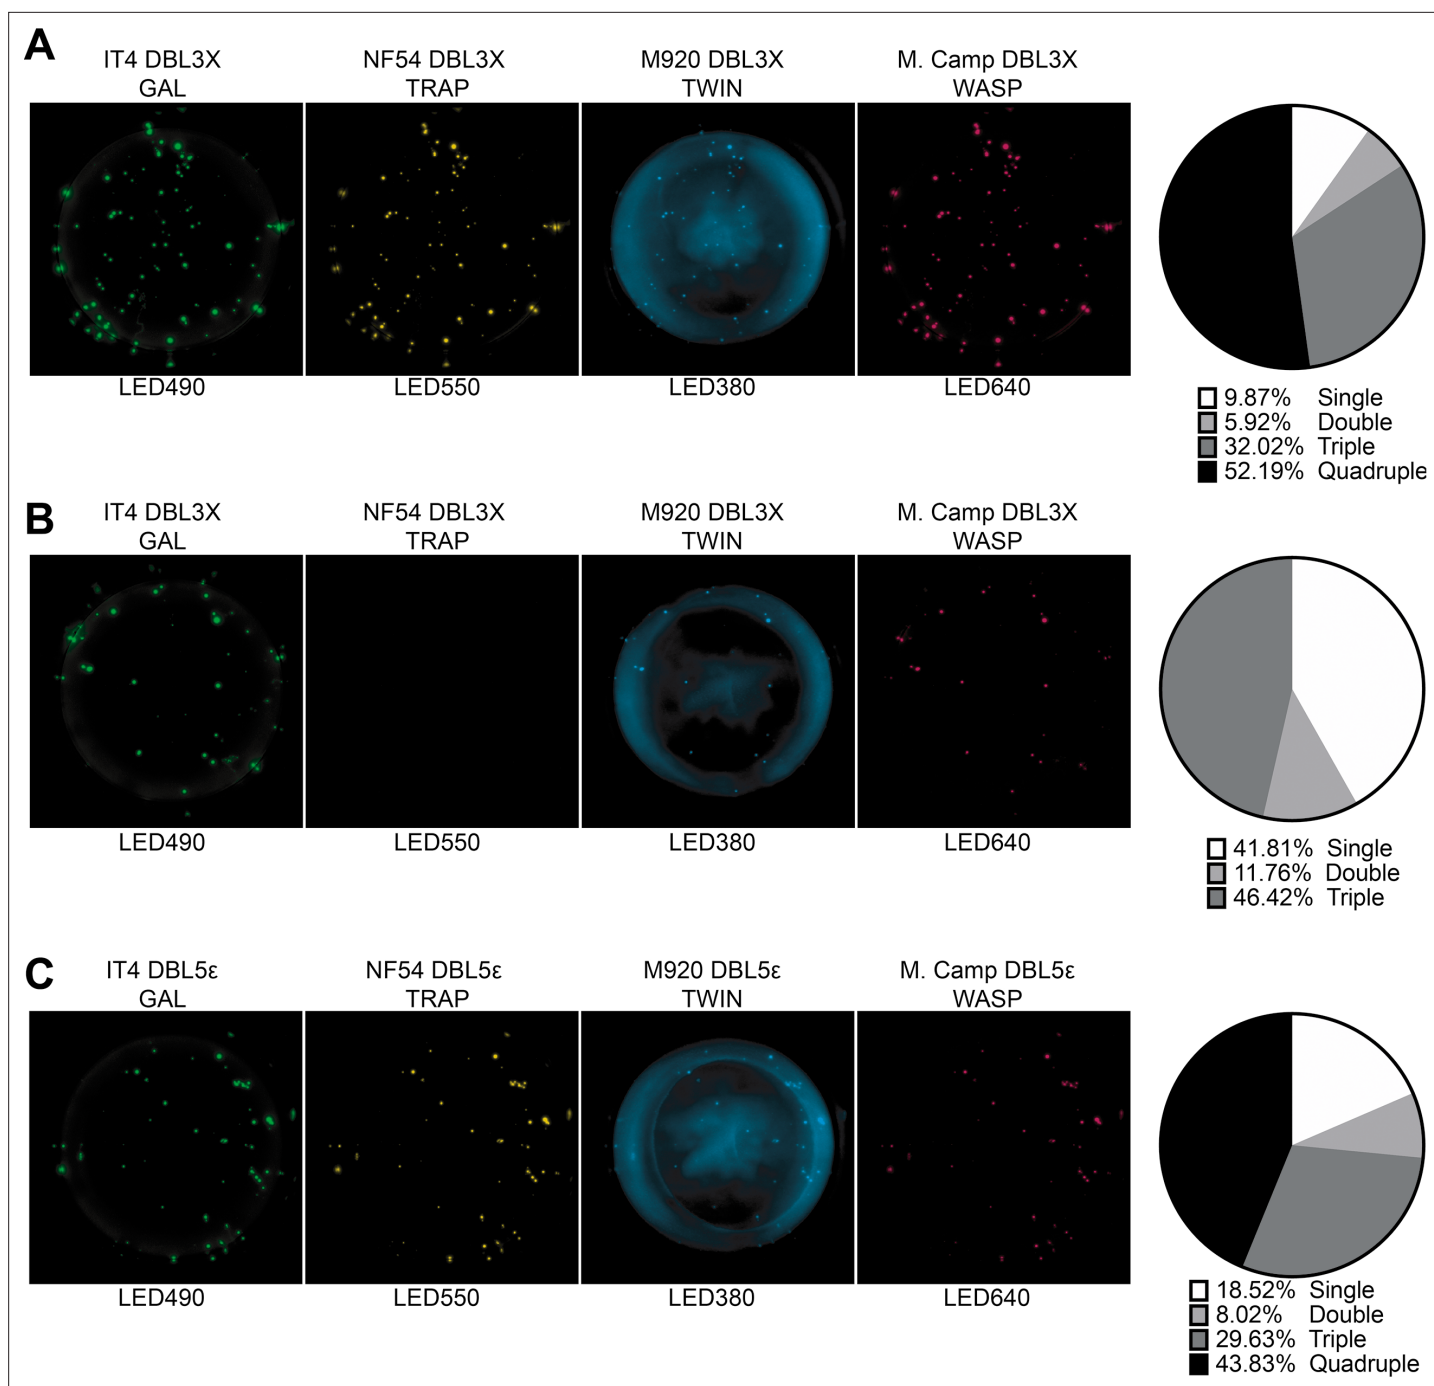 A
IT4 DBL3X
GAL
NF54 DBL3X
TRAP
M920 DBL3X
TWIN
M. Camp DBL3X
WASP
LED490
LED550
LED380
LED640
9.87% Single
5.92% Double
32.02% Triple
52.19% Quadruple
B
IT4 DBL3X
GAL
NF54 DBL3X
TRAP
M920 DBL3X
TWIN
M. Camp DBL3X
WASP
LED490
LED550
LED380
LED640
41.81% Single
11.76% Double
46.42% Triple
C
IT4 DBL5ε
GAL
NF54 DBL5ε
TRAP
M920 DBL5ε
TWIN
M. Camp DBL5ε
WASP
LED490
LED550
LED380
LED640
18.52% Single
8.02% Double
29.63% Triple
43.83% Quadruple